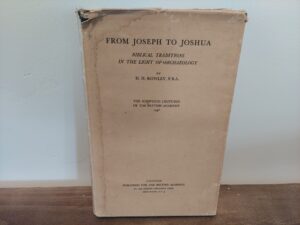 FROM JOSEPH TO JOSHUA
BIBLICAL TRADITIONS
IN THE LIGHT OF ARCHAEOLOGY
BY
H. H. ROWLEY, F.B.A.
THE SCHWEICH LECTURES
OF THE BRITISH ACADEMY
LONDON
PUBLISHED FOR THE BRITISH ACADEMY